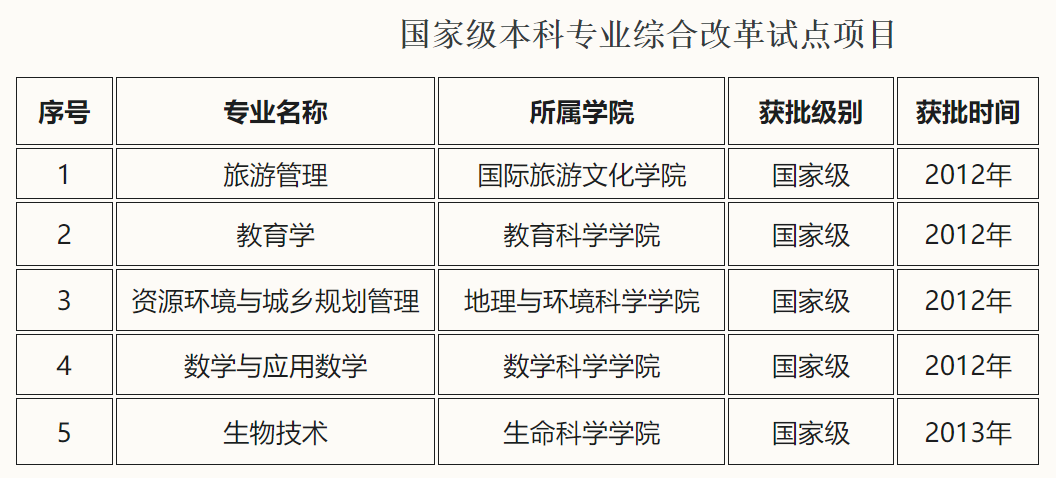 国家级本科专业综合改革试点项目
序号 专业名称 所属学院 获批级别 获批时间
1 旅游管理 国际旅游文化学院 国家级 2012年
2 教育学 教育科学学院 国家级 2012年
3 资源环境与城乡规划管理 地理与环境科学学院 国家级 2012年
4 数学与应用数学 数学科学学院 国家级 2012年
5 生物技术 生命科学学院 国家级 2013年